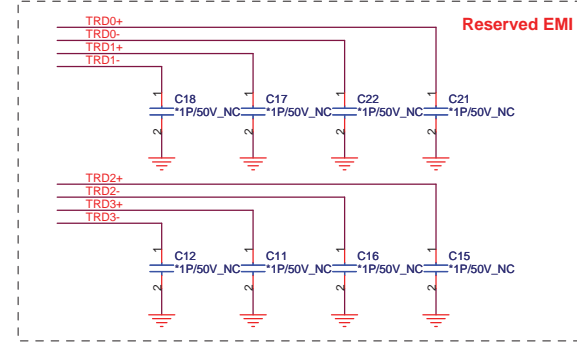 Reserved EMI
TRD0+
TRD0-
TRD1+
TRD1-
1 C18 1 C17 1 C22 1 C21
*1P/50V_NC *1P/50V_NC *1P/50V_NC *1P/50V_NC
2 2 2 2
TRD2+
TRD2-
TRD3+
TRD3-
1 C12 1 C11 1 C16 1 C15
*1P/50V_NC *1P/50V_NC *1P/50V_NC *1P/50V_NC
2 2 2 2